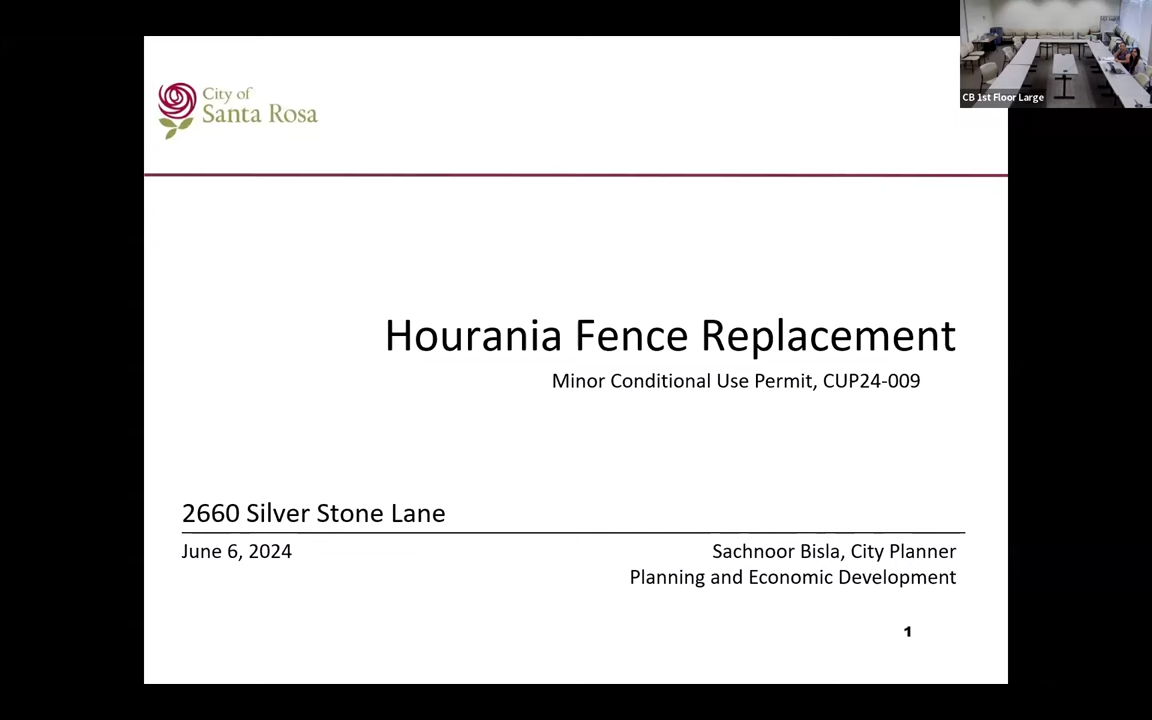 City of
Santa Rosa
CB 1st Floor Large
Hourania Fence Replacement
Minor Conditional Use Permit, CUP24-009
2660 Silver Stone Lane
June 6, 2024
Sachnoor Bisla, City Planner
Planning and Economic Development
1